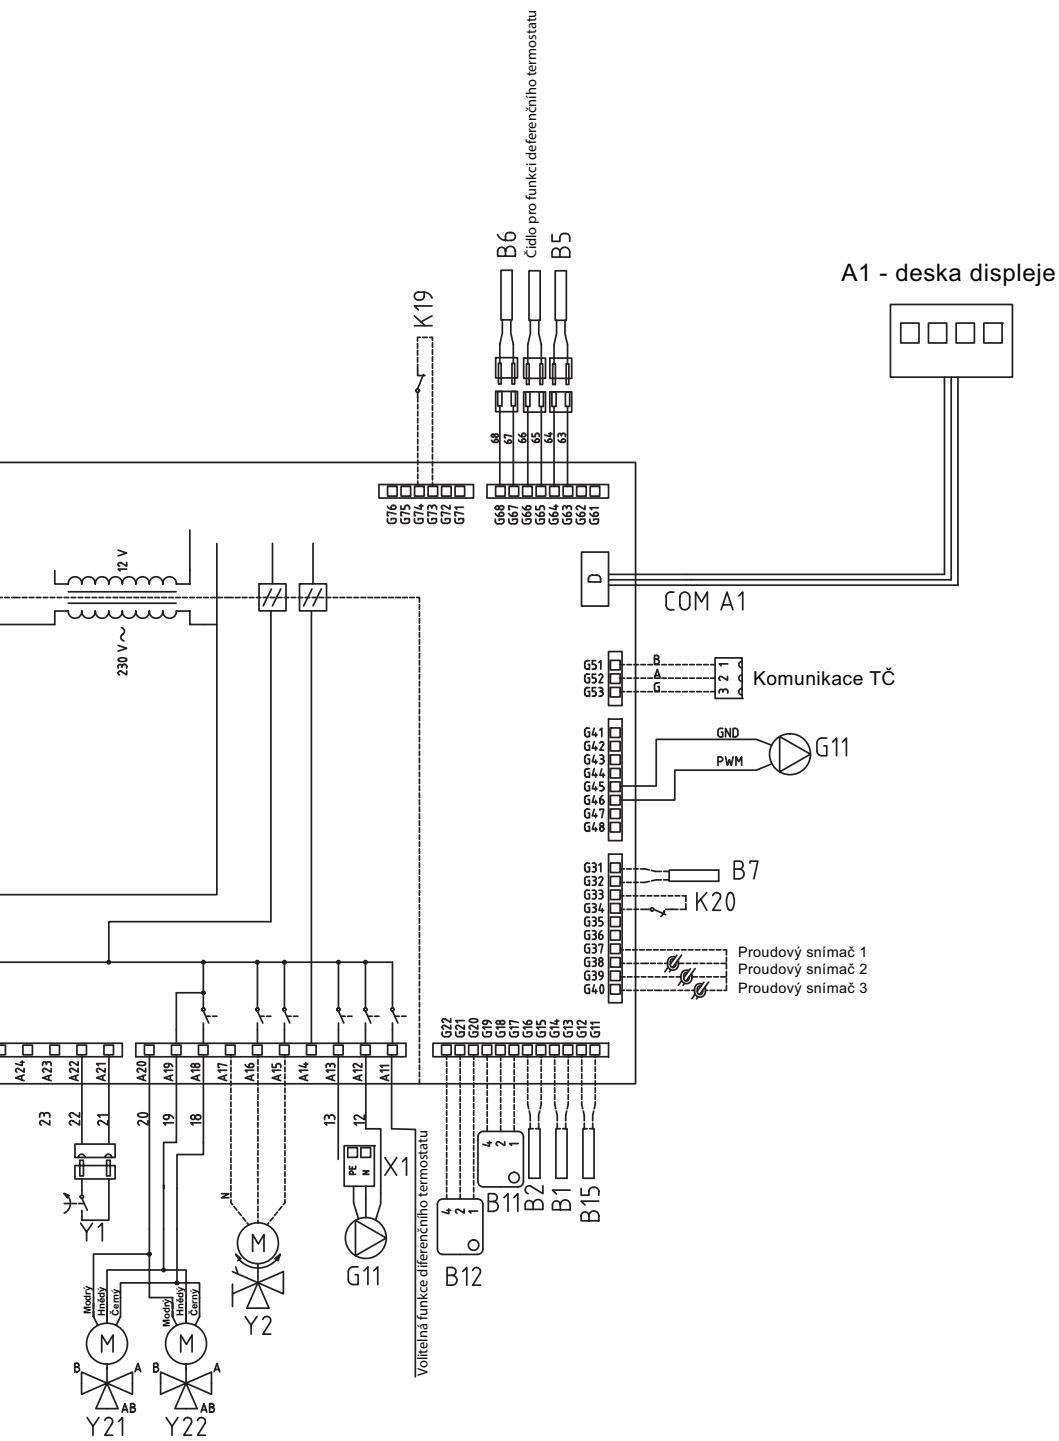 Čidlo pro funkci deferenčního termostatu
B6
B5
K19
A1 - deska displeje
68
67
66
65
64
63
G76
G75
G74
G73
G72
G71
G68
G67
G66
G65
G64
G63
G62
G61
12 V
230 V ~
D
COM A1
G51
G52
G53
B
A
G
1
2
3
Komunikace TČ
G41
G42
G43
G44
G45
G46
G47
G48
GND
PWM
G11
G31
G32
G33
G34
G35
G36
G37
G38
G39
G40
B7
K20
Proudový snímač 1
Proudový snímač 2
Proudový snímač 3
G22
G21
G20
G19
G18
G17
G16
G15
G14
G13
G12
G11
A24
A23
A22
A21
A20
A19
A18
A17
A16
A15
A14
A13
A12
A11
23
22
21
20
19
18
13
12
PE
N
X1
N
Y1
M
Y2
G11
Volitelná funkce diferenčního termostatu
4
2
1
B11
4
2
1
B12
B2
B1
B15
Modrý
Hnědý
Černý
Modrý
Hnědý
Černý
M
M
B
A
AB
B
A
AB
Y21
Y22